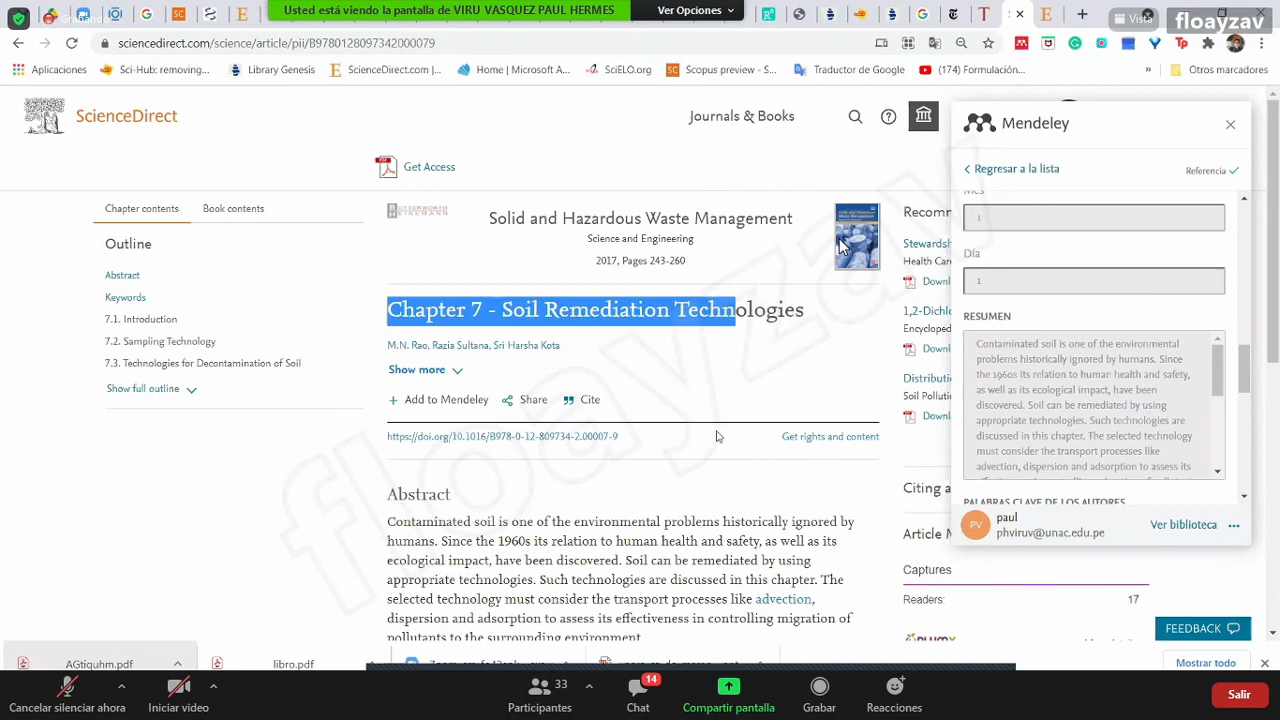 Usted está viendo la pantalla de VIRU VASQUEZ PAUL HERMES
Ver Opciones
Vista
floayzav
sciencedirect.com/science/article/pii/B9780128097342000079
Aplicaciones
Sci-Hub: removing...
Library Genesis
ScienceDirect.com |...
Home | Microsoft A...
SciELO.org
Scopus preview - S...
Traductor de Google
(174) Formulación...
»
Otros marcadores
ScienceDirect
Journals & Books
Get Access
Chapter contents
Book contents
Outline
Abstract
Keywords
7.1. Introduction
7.2. Sampling Technology
7.3. Technologies for Decontamination of Soil
Show full outline
BUTTERWORTH
HEINEMANN
Solid and Hazardous Waste Management
Science and Engineering
2017, Pages 243-260
Chapter 7 - Soil Remediation Technologies
M.N. Rao, Razia Sultana, Sri Harsha Kota
Show more
+ Add to Mendeley
Share
Cite
https://doi.org/10.1016/B978-0-12-809734-2.00007-9
Get rights and content
Abstract
Contaminated soil is one of the environmental problems historically ignored by
humans. Since the 1960s its relation to human health and safety, as well as its
ecological impact, have been discovered. Soil can be remediated by using
appropriate technologies. Such technologies are discussed in this chapter. The
selected technology must consider the transport processes like advection,
dispersion and adsorption to assess its effectiveness in controlling migration of
pollutants to the surrounding environment.
Recom
Stewardsh
Health Care
Downl
1,2-Dichlo
Encycloped
Downl
Distributi
Soil Pollutio
Downl
Citing a
Article M
Captures
Readers:
17
FEEDBACK
Mendeley
Regresar a la lista
Referencia
Mes
1
Día
1
RESUMEN
Contaminated soil is one of the environmental
problems historically ignored by humans. Since
the 1960s its relation to human health and safety,
as well as its ecological impact, have been
discovered. Soil can be remediated by using
appropriate technologies. Such technologies are
discussed in this chapter. The selected technology
must consider the transport processes like
advection, dispersion and adsorption to assess its
PALABRAS CLAVE DE LOS AUTORES
PV
paul
phviruv@unac.edu.pe
Ver biblioteca
floayzav
AGtiquhm.pdf
libro.pdf
Mostrar todo
Cancelar silenciar ahora
Iniciar video
33
Participantes
14
Chat
Compartir pantalla
Grabar
Reacciones
Salir